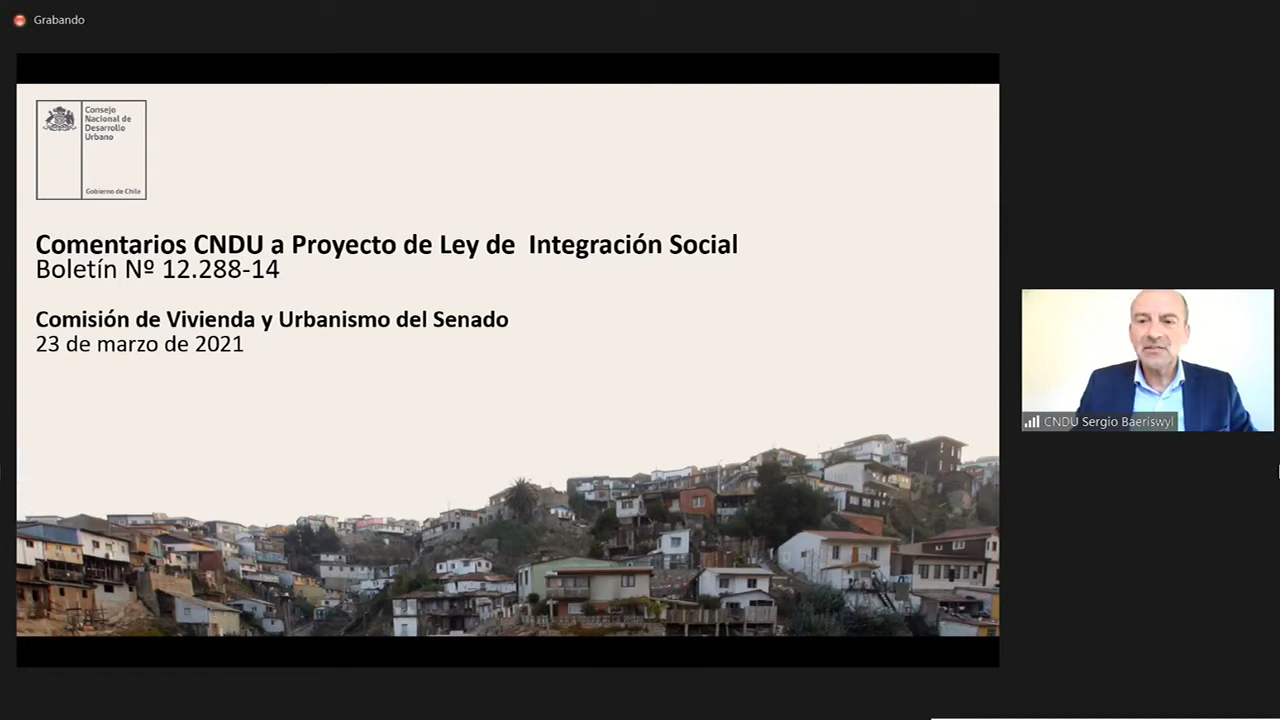 Grabando
Consejo
Nacional de
Desarrollo
Urbano
Gobierno de Chile
Comentarios CNDU a Proyecto de Ley de Integración Social
Boletín Nº 12.288-14
Comisión de Vivienda y Urbanismo del Senado
23 de marzo de 2021
CNDU Sergio Baeriswyl